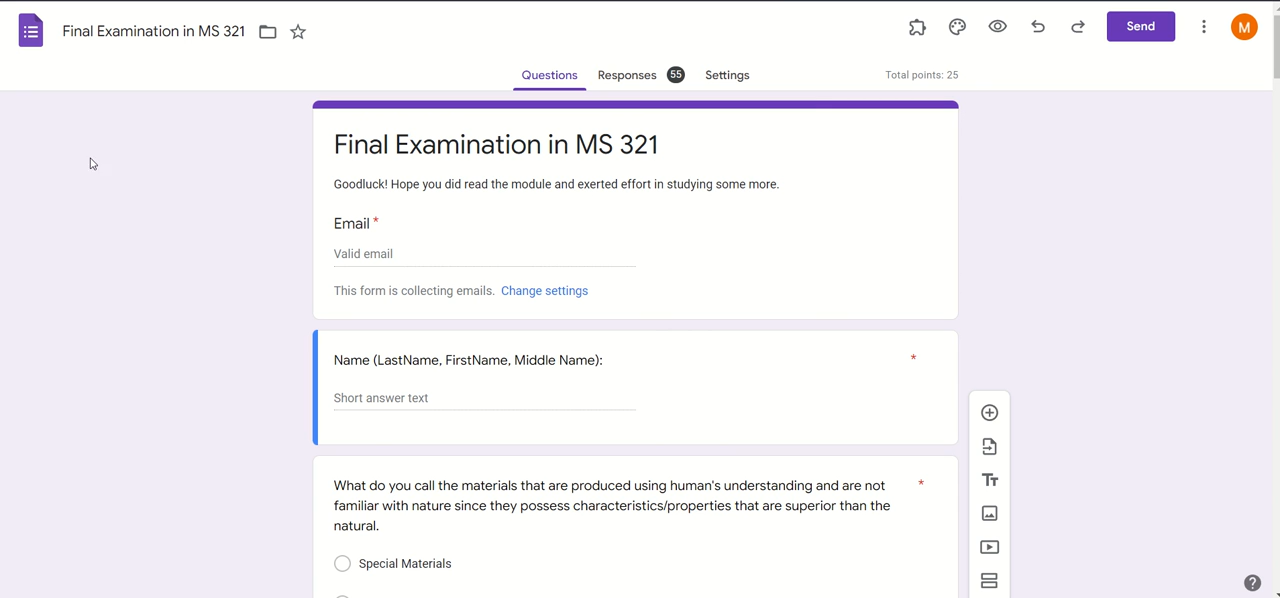 Final Examination in MS 321
Send
M
Questions
Responses 55
Settings
Total points: 25
Final Examination in MS 321
Goodluck! Hope you did read the module and exerted effort in studying some more.
Email *
Valid email
This form is collecting emails. Change settings
Name (LastName, FirstName, Middle Name): *
Short answer text
What do you call the materials that are produced using human's understanding and are not *
familiar with nature since they possess characteristics/properties that are superior than the
natural.
Special Materials
Tт
?